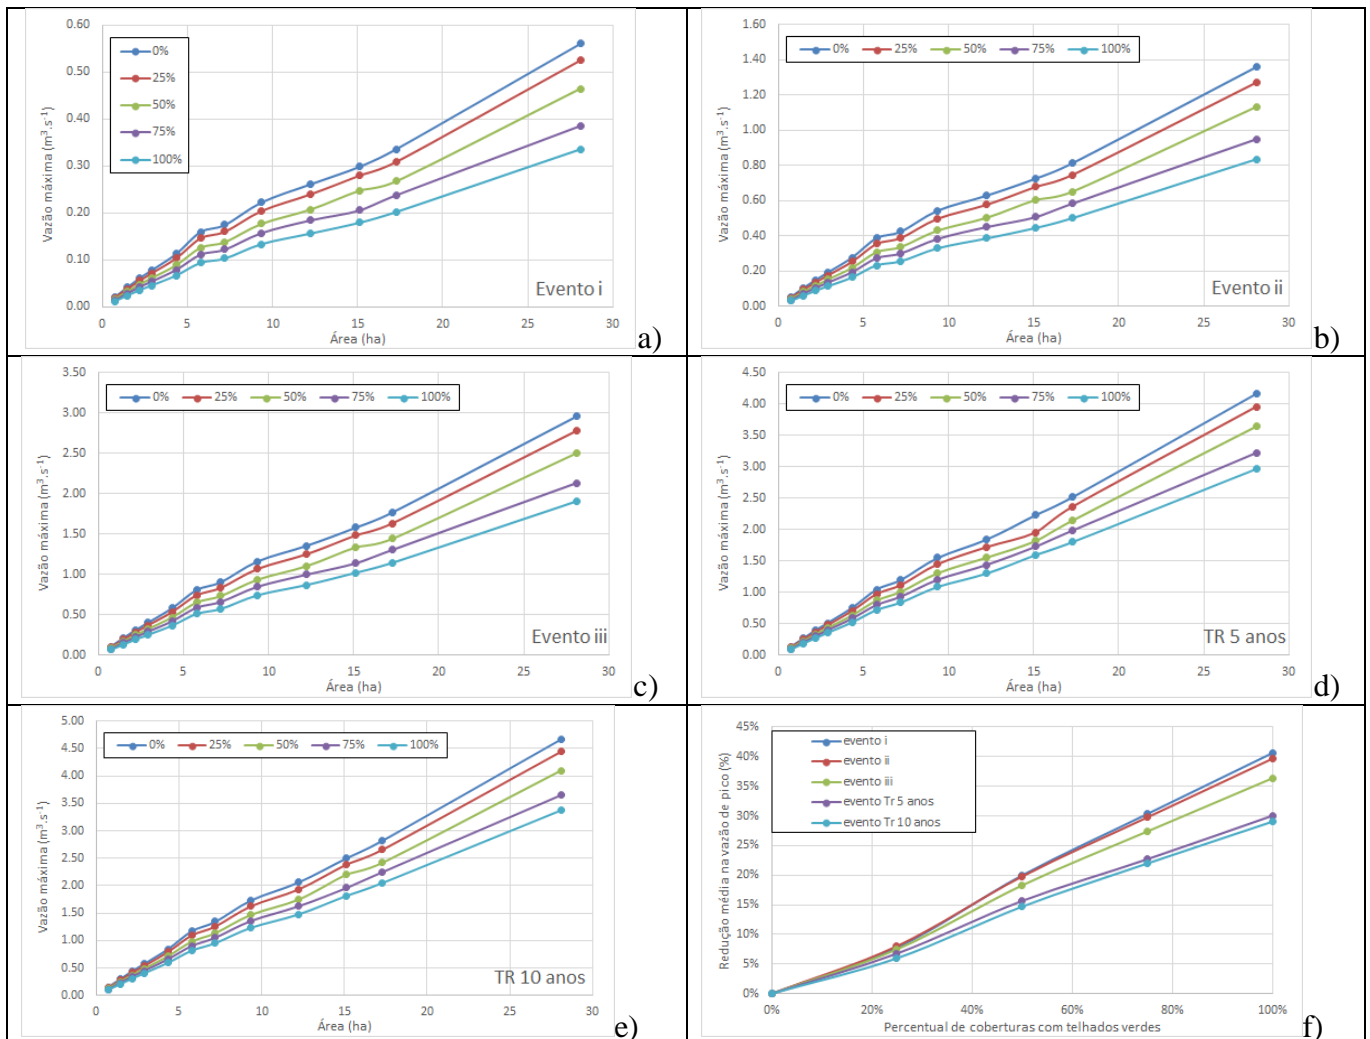 0.60
0.50
0.40
0.30
0.20
0.10
0.00
Vazão máxima (m³.s⁻¹)
0%
25%
50%
75%
100%
Evento i
0 5 10 15 20 25 30
Área (ha)
a)
1.60
1.40
1.20
1.00
0.80
0.60
0.40
0.20
0.00
Vazão máxima (m³.s⁻¹)
0% 25% 50% 75% 100%
Evento ii
0 5 10 15 20 25 30
Área (ha)
b)
3.50
3.00
2.50
2.00
1.50
1.00
0.50
0.00
Vazão máxima (m³.s⁻¹)
0% 25% 50% 75% 100%
Evento iii
0 5 10 15 20 25 30
Área (ha)
c)
4.50
4.00
3.50
3.00
2.50
2.00
1.50
1.00
0.50
0.00
Vazão máxima (m³.s⁻¹)
0% 25% 50% 75% 100%
TR 5 anos
0 5 10 15 20 25 30
Área (ha)
d)
5.00
4.50
4.00
3.50
3.00
2.50
2.00
1.50
1.00
0.50
0.00
Vazão máxima (m³.s⁻¹)
0% 25% 50% 75% 100%
TR 10 anos
0 5 10 15 20 25 30
Área (ha)
e)
45%
40%
35%
30%
25%
20%
15%
10%
5%
0%
Redução média na vazão de pico (%)
evento i
evento ii
evento iii
evento Tr 5 anos
evento Tr 10 anos
0% 20% 40% 60% 80% 100%
Percentual de coberturas com telhados verdes
f)